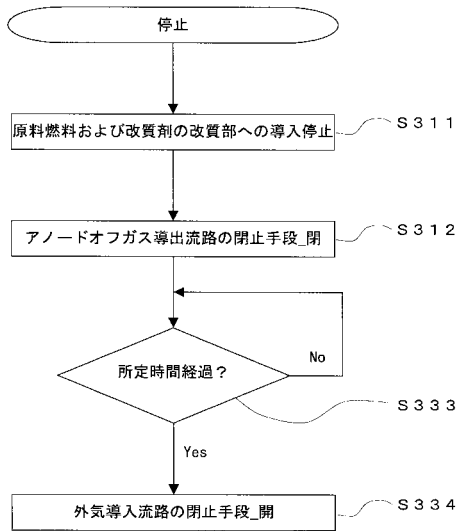 停止
原料燃料および改質剤の改質部への導入停止
S311
アノードオフガス導出流路の閉止手段_閉
S312
所定時間経過?
No
S333
Yes
外気導入流路の閉止手段_開
S334